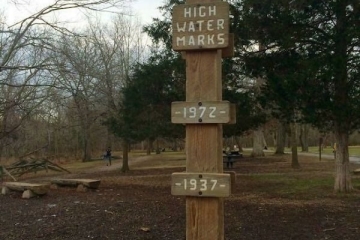 HIGH
WATER
MARKS
-1972-
-1937-